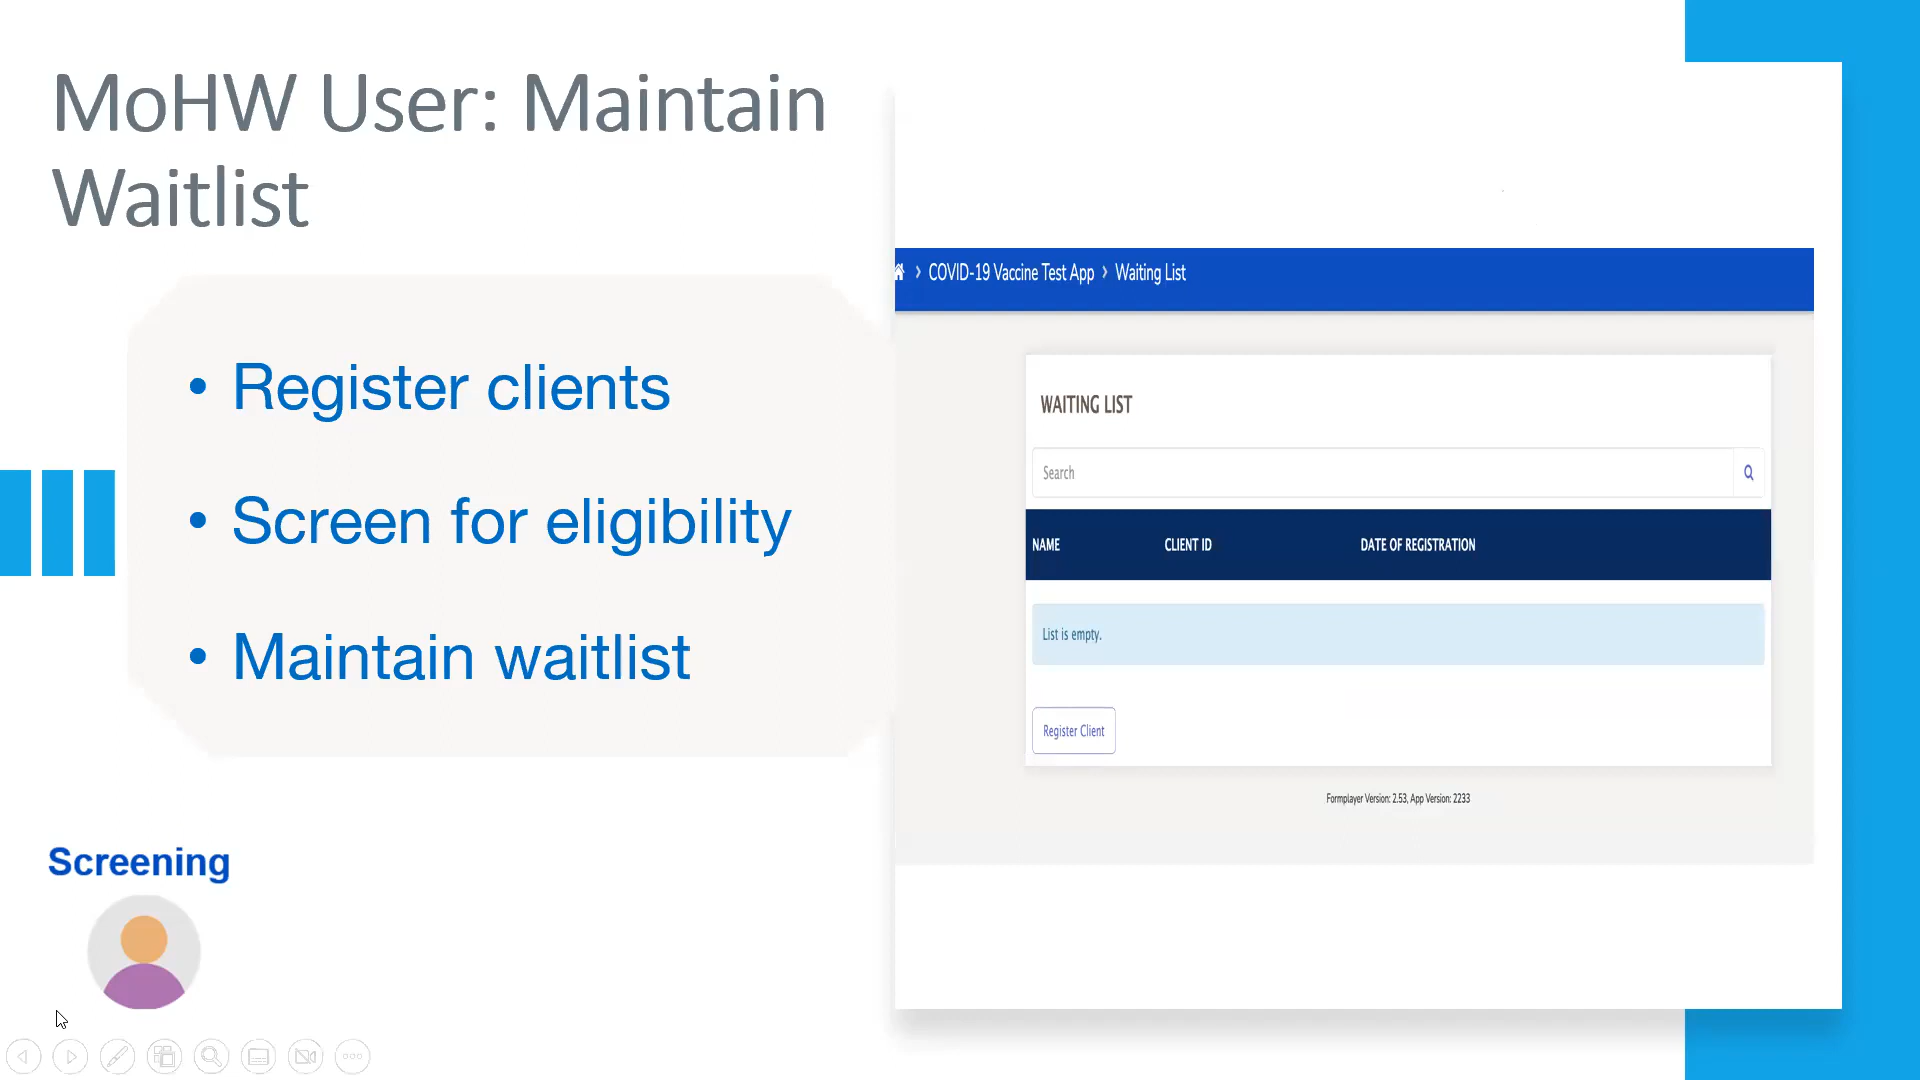 MoHW User: Maintain
Waitlist
• Register clients
• Screen for eligibility
• Maintain waitlist
Screening
COVID-19 Vaccine Test App › Waiting List
WAITING LIST
Search
NAME CLIENT ID DATE OF REGISTRATION
List is empty.
Register Client
Formplayer Version: 2.53, App Version: 2233